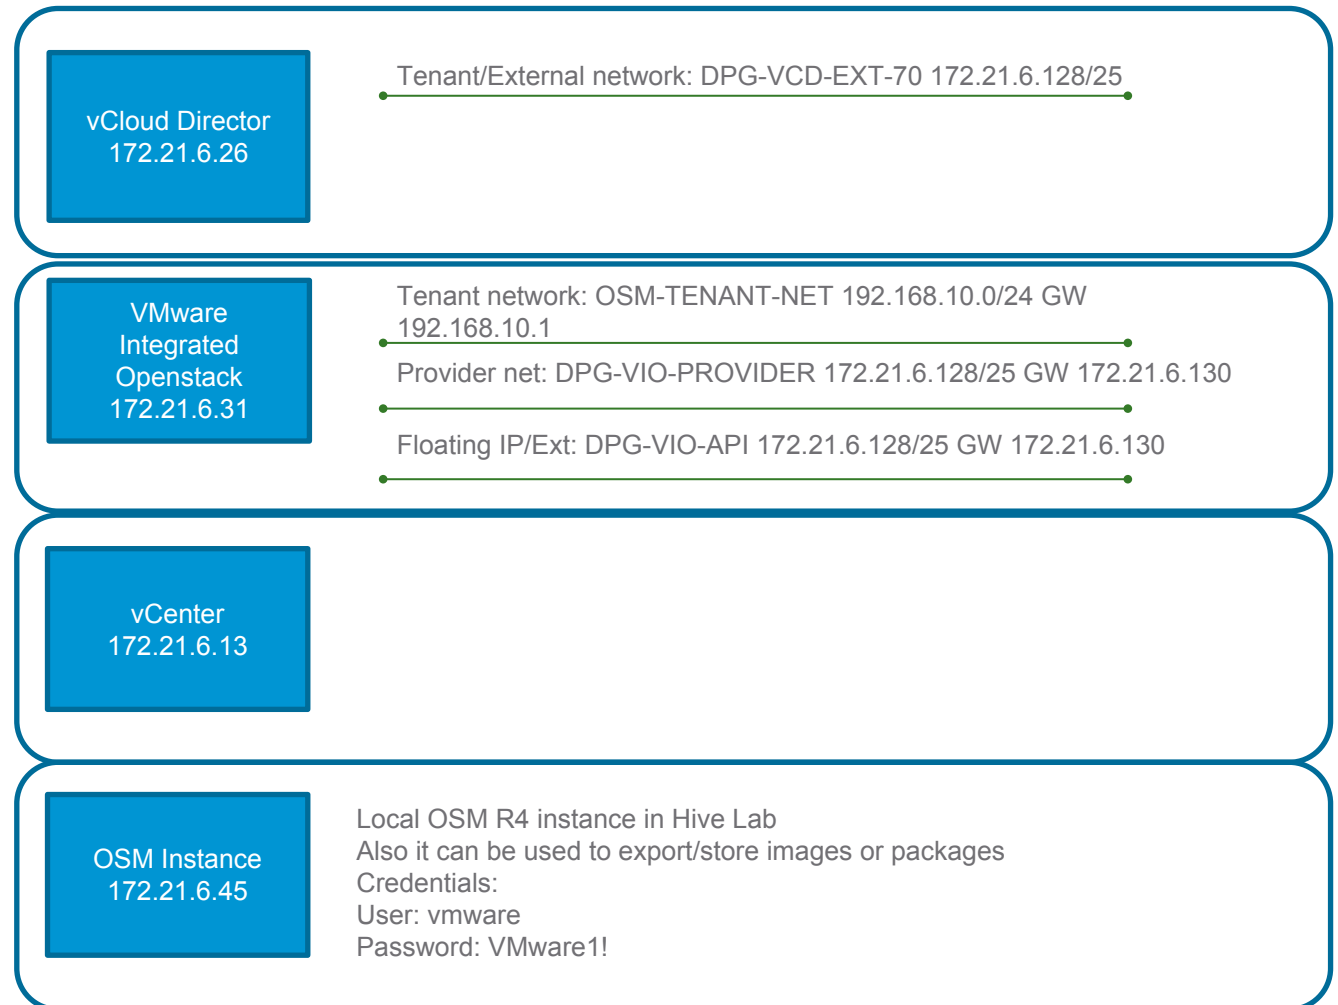 vCloud Director
172.21.6.26
Tenant/External network: DPG-VCD-EXT-70 172.21.6.128/25
VMware
Integrated
Openstack
172.21.6.31
Tenant network: OSM-TENANT-NET 192.168.10.0/24 GW
192.168.10.1
Provider net: DPG-VIO-PROVIDER 172.21.6.128/25 GW 172.21.6.130
Floating IP/Ext: DPG-VIO-API 172.21.6.128/25 GW 172.21.6.130
vCenter
172.21.6.13
OSM Instance
172.21.6.45
Local OSM R4 instance in Hive Lab
Also it can be used to export/store images or packages
Credentials:
User: vmware
Password: VMware1!